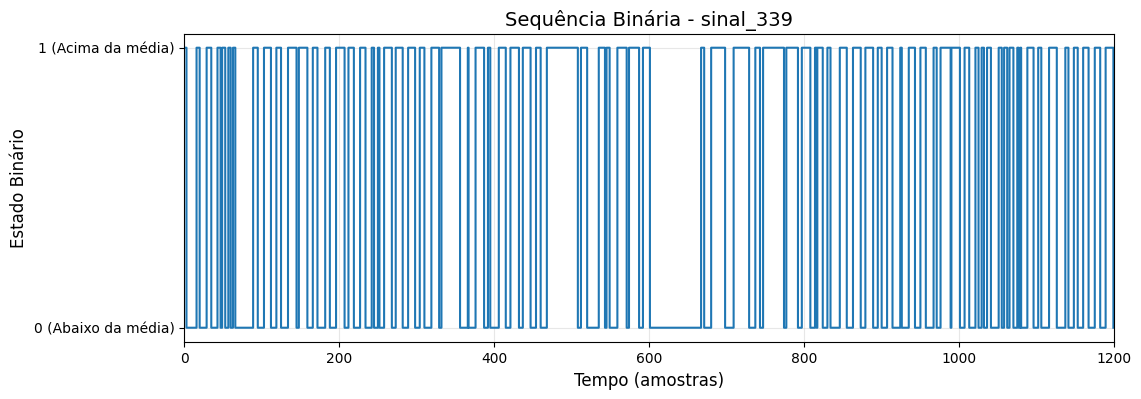 Sequência Binária - sinal_339
Estado Binário
1 (Acima da média)
0 (Abaixo da média)
0 200 400 600 800 1000 1200
Tempo (amostras)